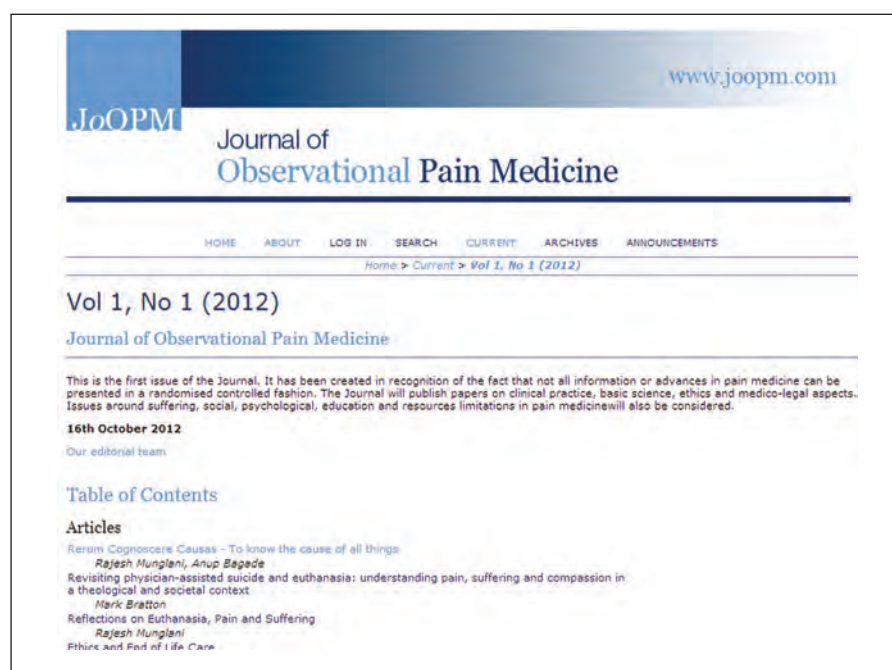 www.joopm.com
JoOPM
Journal of
Observational Pain Medicine
HOME ABOUT LOG IN SEARCH CURRENT ARCHIVES ANNOUNCEMENTS
Home > Current > Vol 1, No 1 (2012)
Vol 1, No 1 (2012)
Journal of Observational Pain Medicine
This is the first issue of the Journal. It has been created in recognition of the fact that not all information or advances in pain medicine can be
presented in a randomised controlled fashion. The Journal will publish papers on clinical practice, basic science, ethics and medico-legal aspects.
Issues around suffering, social, psychological, education and resources limitations in pain medicinewill also be considered.
16th October 2012
Our editorial team
Table of Contents
Articles
Rerum Cognoscere Causas - To know the cause of all things
Rajesh Munglani, Anup Bagade
Revisiting physician-assisted suicide and euthanasia: understanding pain, suffering and compassion in
a theological and societal context
Mark Bratton
Reflections on Euthanasia, Pain and Suffering
Rajesh Munglani
Ethics and End of Life Care